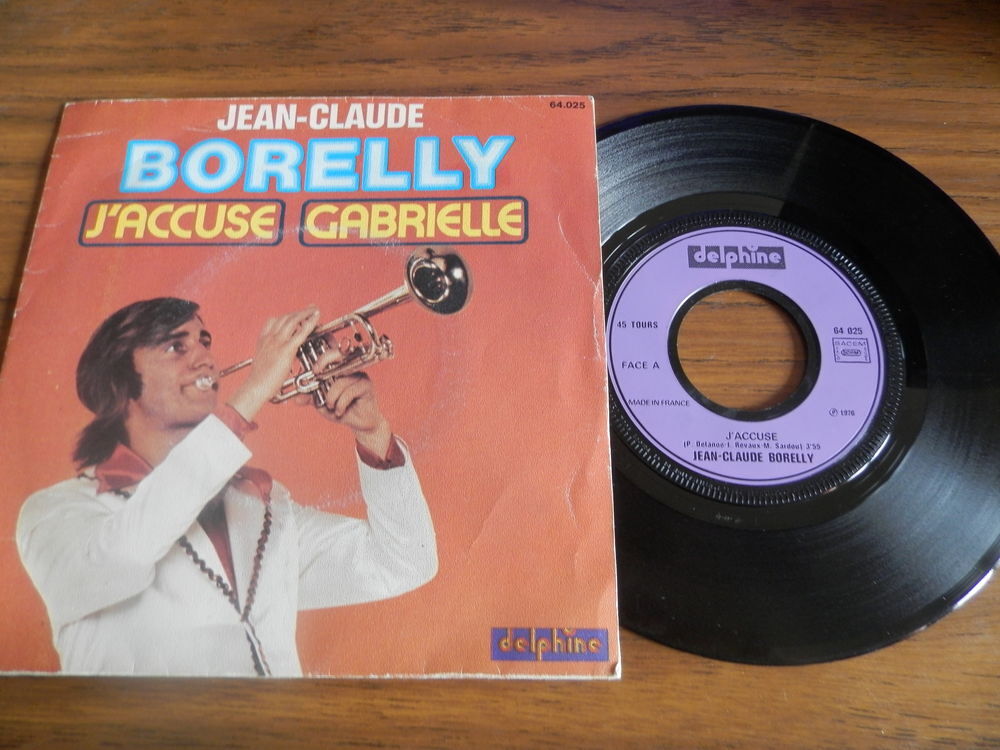 JEAN-CLAUDE
64.025
BORELLY
J'ACCUSE GABRIELLE
delphine
delphine
45 TOURS
64 025
SACEM
FACE A
MADE IN FRANCE
℗ 1976
J'ACCUSE
(P. Delanoë-J. Revaux-M. Sardou) 3'55
JEAN-CLAUDE BORELLY